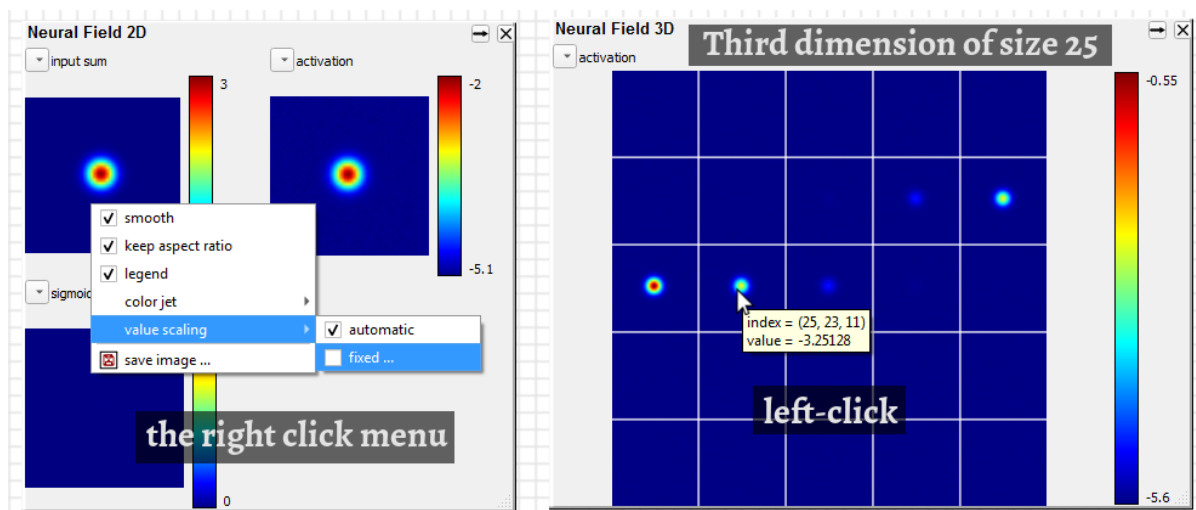 Neural Field 2D
input sum
3
activation
-2
-5.1
smooth
keep aspect ratio
legend
color jet
value scaling
save image ...
automatic
fixed ...
sigmoid
0
the right click menu
Neural Field 3D
Third dimension of size 25
activation
-0.55
index = (25, 23, 11)
value = -3.25128
left-click
-5.6